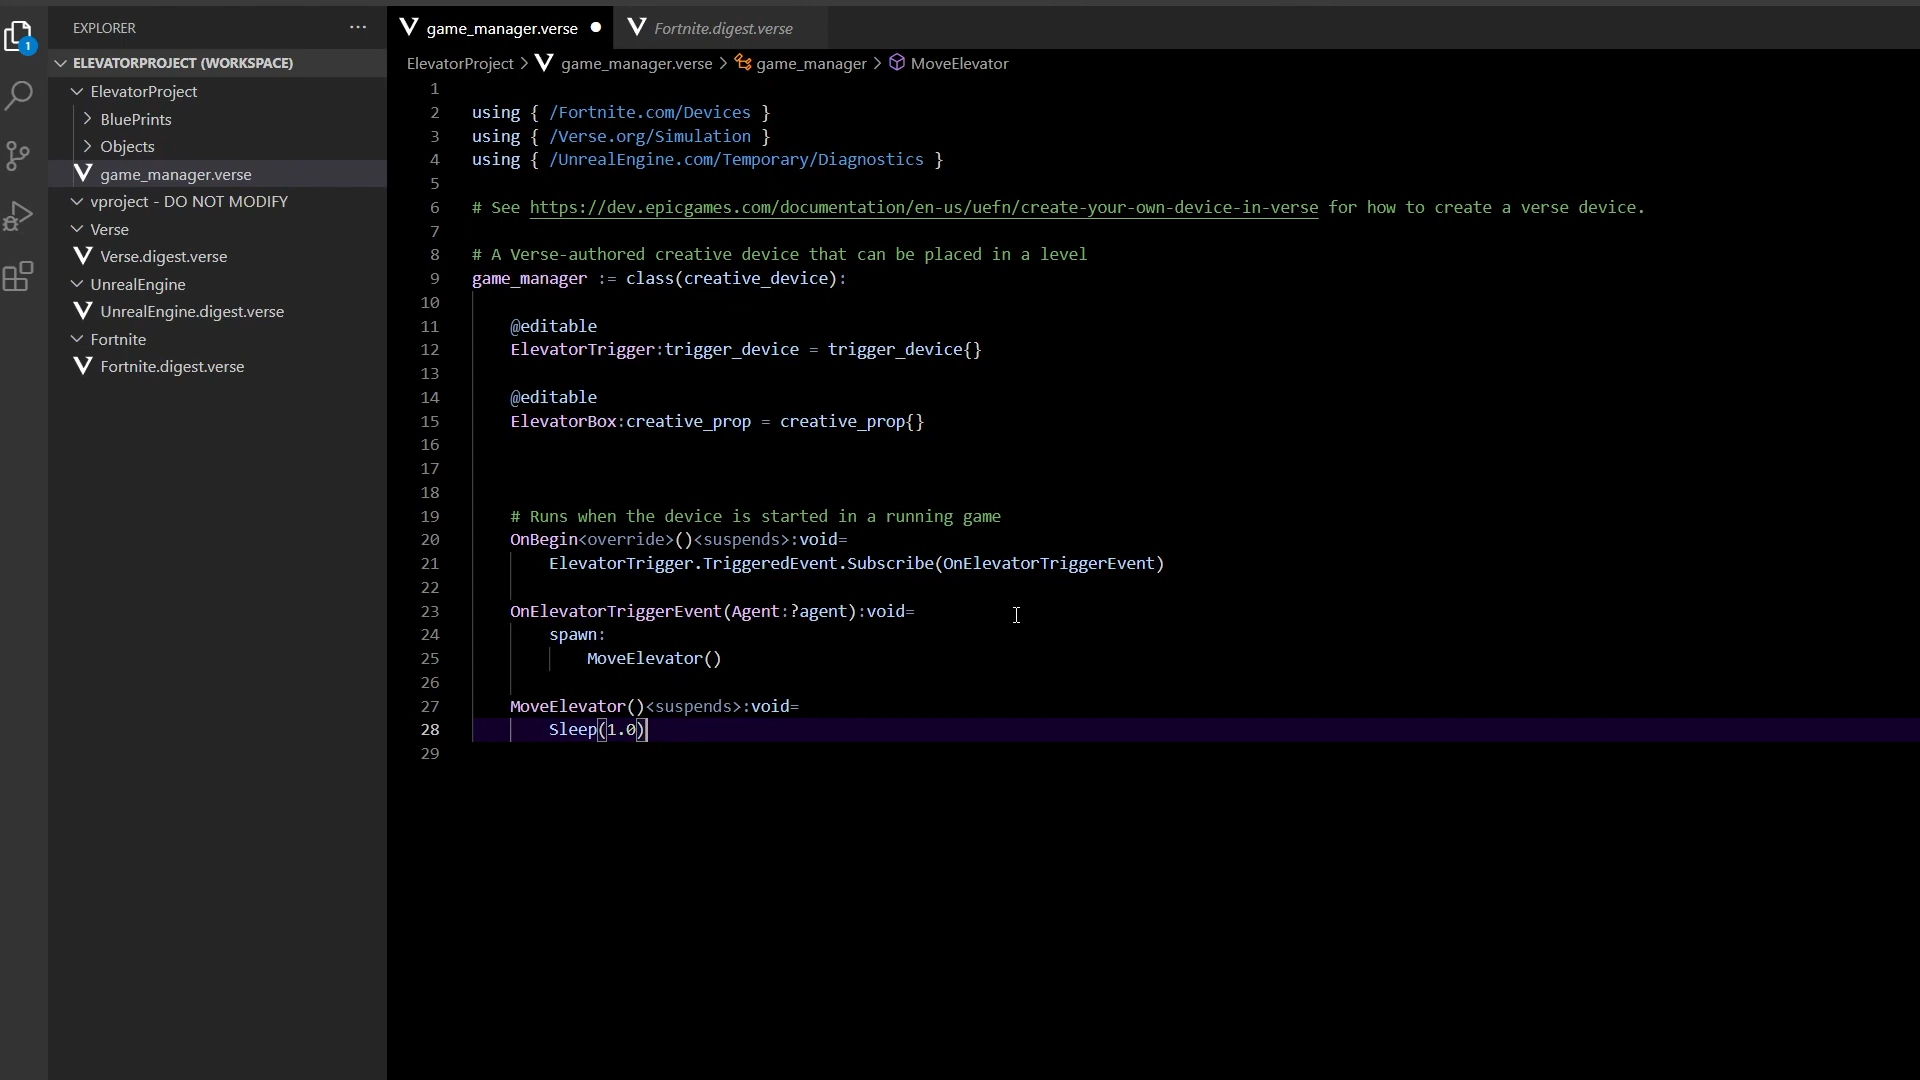 EXPLORER
ELEVATORPROJECT (WORKSPACE)
ElevatorProject
BluePrints
Objects
game_manager.verse
vproject - DO NOT MODIFY
Verse
Verse.digest.verse
UnrealEngine
UnrealEngine.digest.verse
Fortnite
Fortnite.digest.verse
1
game_manager.verse Fortnite.digest.verse
ElevatorProject > game_manager.verse > game_manager > MoveElevator
1
2 using { /Fortnite.com/Devices }
3 using { /Verse.org/Simulation }
4 using { /UnrealEngine.com/Temporary/Diagnostics }
5
6 # See https://dev.epicgames.com/documentation/en-us/uefn/create-your-own-device-in-verse for how to create a verse device.
7
8 # A Verse-authored creative device that can be placed in a level
9 game_manager := class(creative_device):
10
11 @editable
12 ElevatorTrigger:trigger_device = trigger_device{}
13
14 @editable
15 ElevatorBox:creative_prop = creative_prop{}
16
17
18
19 # Runs when the device is started in a running game
20 OnBegin<override>()<suspends>:void=
21 ElevatorTrigger.TriggeredEvent.Subscribe(OnElevatorTriggerEvent)
22
23 OnElevatorTriggerEvent(Agent:?agent):void=
24 spawn:
25 MoveElevator()
26
27 MoveElevator()<suspends>:void=
28 Sleep(1.0)
29